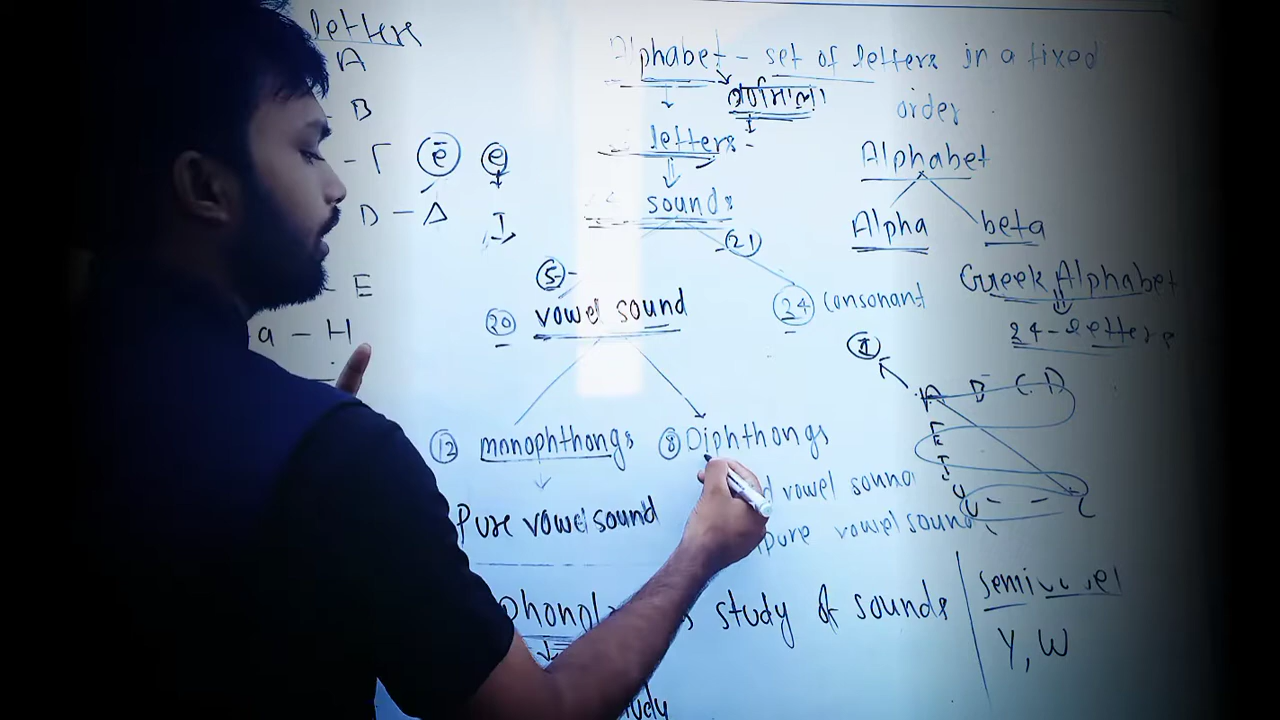 letters
A
B
- Γ ē e
D - Δ I
E
a - H
Alphabet - set of letters in a fixed
order
বর্ণমালা
letters -
sounds
(21)
(5) -
(20) vowel sound
(24) consonant
(12) monophthongs
(8) Diphthongs
Pure vowel sound
vowel sound
pure vowel sound
study of sounds
Alphabet
Alpha beta
Greek Alphabet
24 - letters
A B C D
E
I
semivowel
Y, W